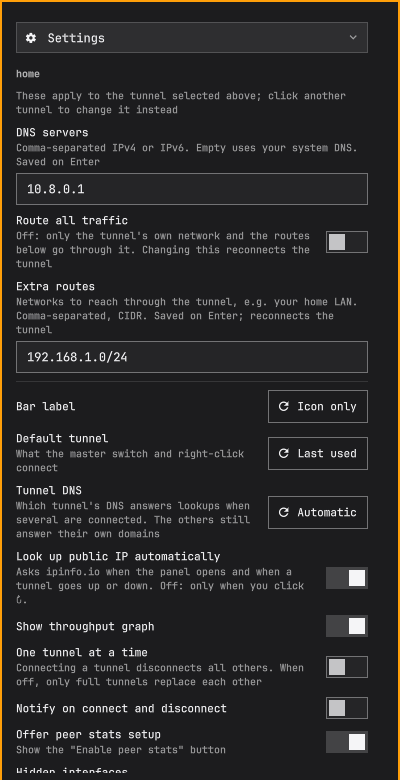 Settings
home
These apply to the tunnel selected above; click another
tunnel to change it instead
DNS servers
Comma-separated IPv4 or IPv6. Empty uses your system DNS.
Saved on Enter
10.8.0.1
Route all traffic
Off: only the tunnel's own network and the routes
below go through it. Changing this reconnects the
tunnel
Extra routes
Networks to reach through the tunnel, e.g. your home LAN.
Comma-separated, CIDR. Saved on Enter; reconnects the
tunnel
192.168.1.0/24
Bar label
Icon only
Default tunnel
What the master switch and right-click
connect
Last used
Tunnel DNS
Which tunnel's DNS answers lookups when
several are connected. The others still
answer their own domains
Automatic
Look up public IP automatically
Asks ipinfo.io when the panel opens and when a
tunnel goes up or down. Off: only when you click
↻.
Show throughput graph
One tunnel at a time
Connecting a tunnel disconnects all others. When
off, only full tunnels replace each other
Notify on connect and disconnect
Offer peer stats setup
Show the "Enable peer stats" button
Hidden interfaces